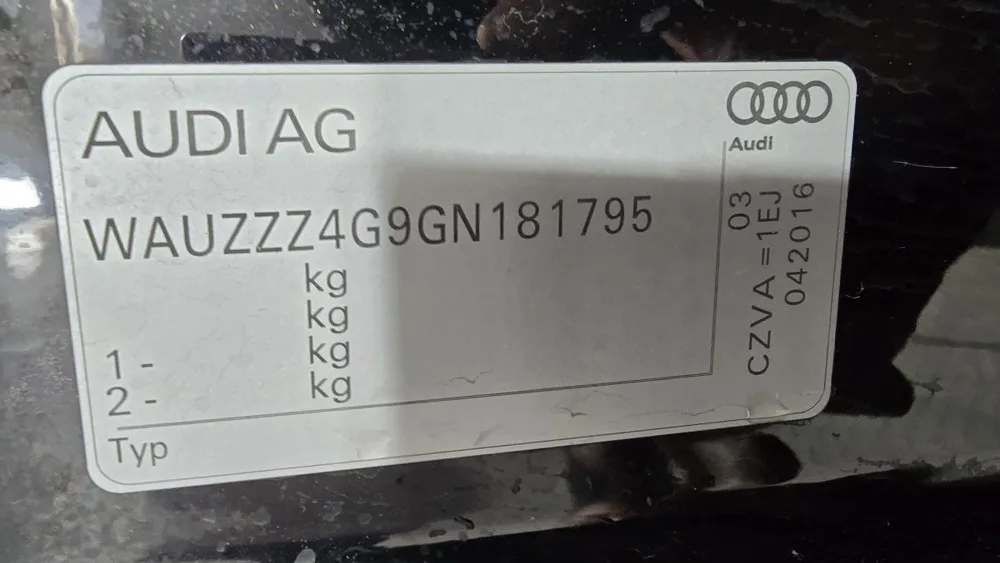 AUDI AG
Audi
WAUZZZ4G9GN181795
kg
kg
1 - kg
2 - kg
Typ
03
CZVA =1EJ
042016